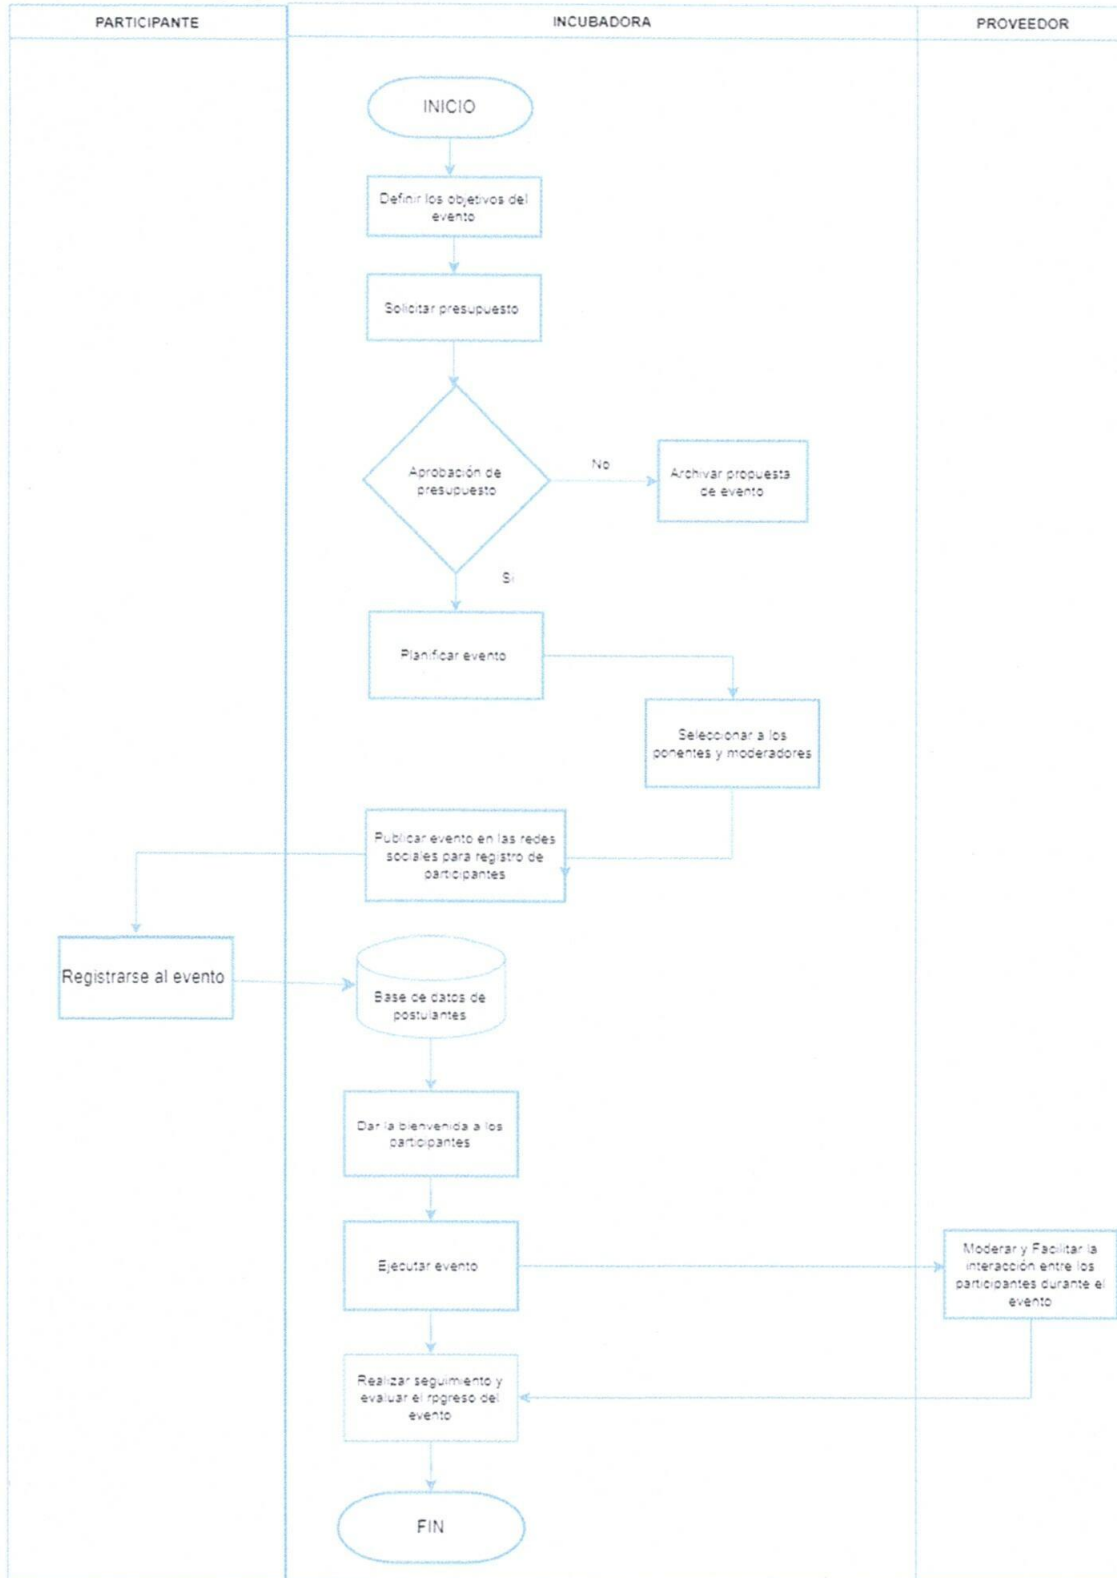 PARTICIPANTE
INCUBADORA
PROVEEDOR
INICIO
Definir los objetivos del
evento
Solicitar presupuesto
Aprobación de
presupuesto
No
Archivar propuesta
de evento
Si
Planificar evento
Seleccionar a los
ponentes y moderadores
Publicar evento en las redes
sociales para registro de
participantes
Registrarse al evento
Base de datos de
postulantes
Dar la bienvenida a los
participantes
Ejecutar evento
Moderar y Facilitar la
interacción entre los
participantes durante el
evento
Realizar seguimiento y
evaluar el rpgreso del
evento
FIN